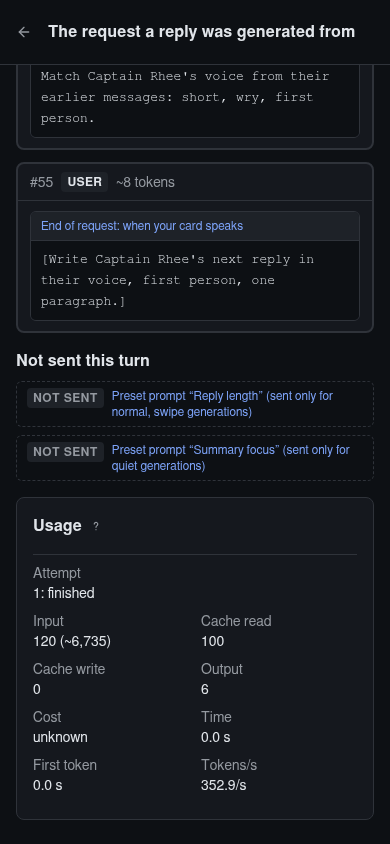 The request a reply was generated from
Match Captain Rhee's voice from their
earlier messages: short, wry, first
person.
#55 USER ~8 tokens
End of request: when your card speaks
[Write Captain Rhee's next reply in
their voice, first person, one
paragraph.]
Not sent this turn
NOT SENT Preset prompt “Reply length” (sent only for
normal, swipe generations)
NOT SENT Preset prompt “Summary focus” (sent only for
quiet generations)
Usage ?
Attempt
1: finished
Input Cache read
120 (~6,735) 100
Cache write Output
0 6
Cost Time
unknown 0.0 s
First token Tokens/s
0.0 s 352.9/s